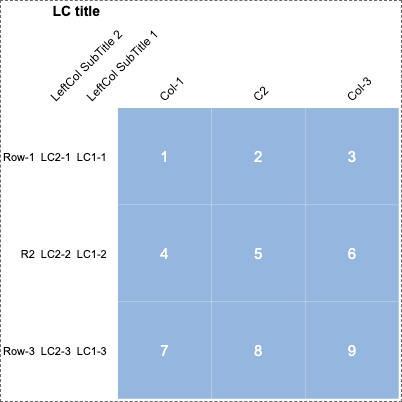 LC title
LeftCol SubTitle 2
LeftCol SubTitle 1
Col-1 C2 Col-3
Row-1 LC2-1 LC1-1 1 2 3
R2 LC2-2 LC1-2 4 5 6
Row-3 LC2-3 LC1-3 7 8 9